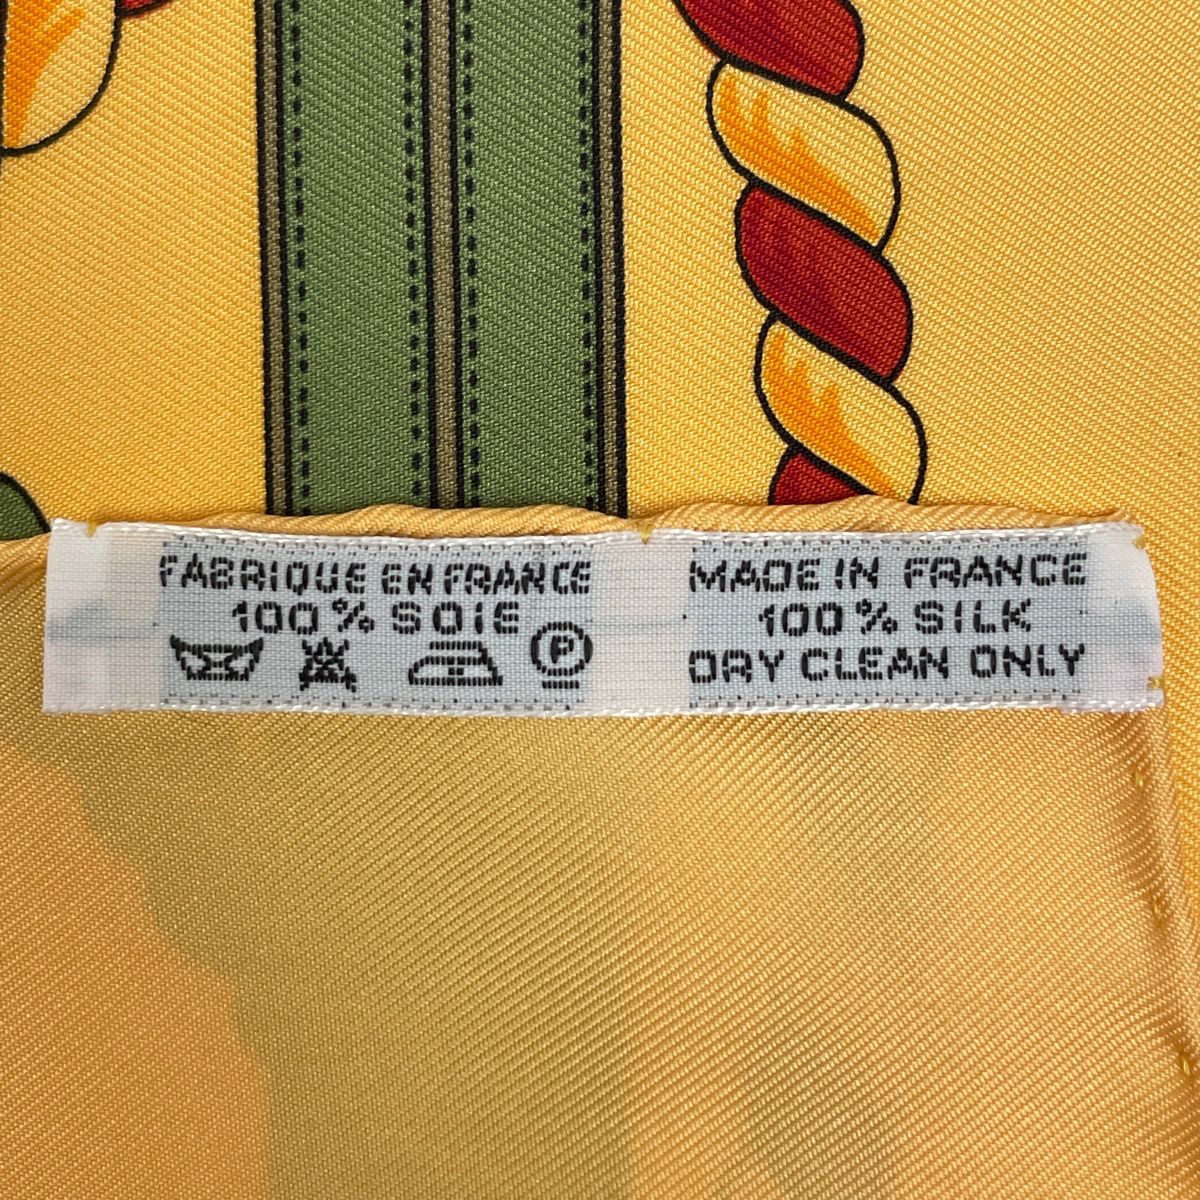 FABRIQUE EN FRANCE
100% SOIE
P
MADE IN FRANCE
100% SILK
DRY CLEAN ONLY